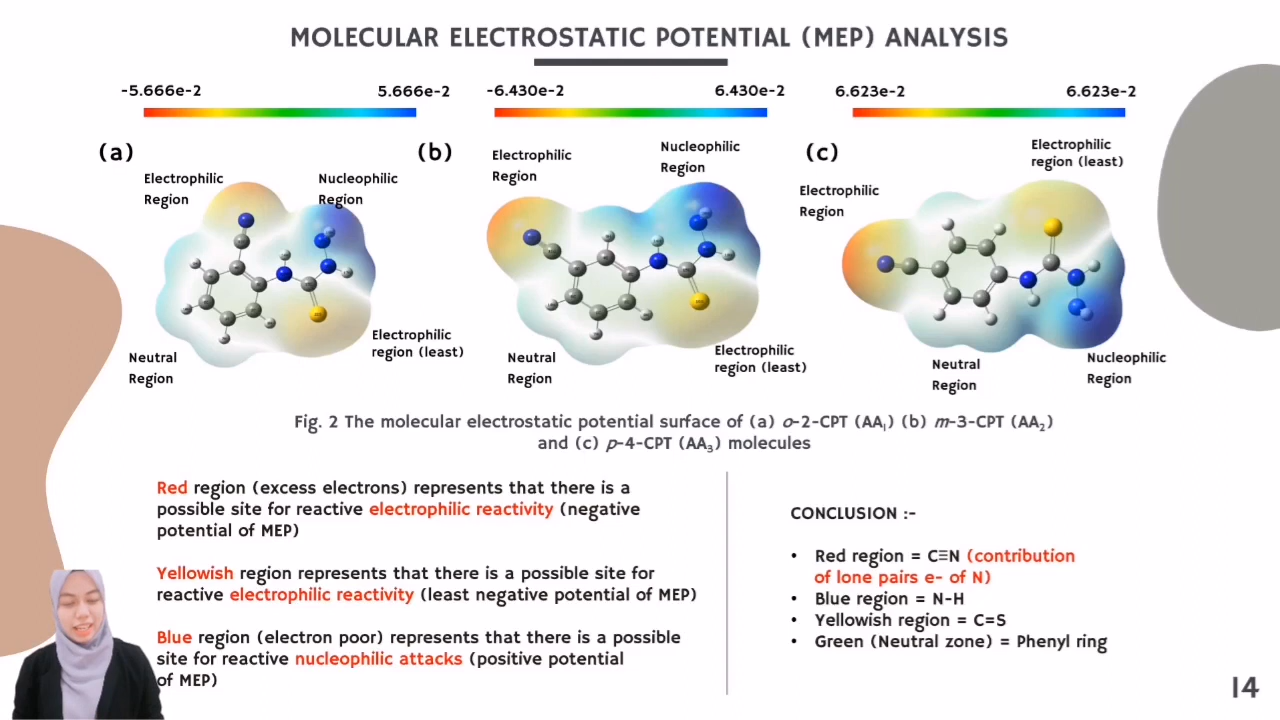 MOLECULAR ELECTROSTATIC POTENTIAL (MEP) ANALYSIS
-5.666e-2 5.666e-2
-6.430e-2 6.430e-2
6.623e-2 6.623e-2
(a)
Electrophilic
Region
Nucleophilic
Region
Electrophilic
region (least)
Neutral
Region
(b)
Electrophilic
Region
Nucleophilic
Region
Electrophilic
region (least)
Neutral
Region
(c)
Electrophilic
region (least)
Electrophilic
Region
Neutral
Region
Nucleophilic
Region
Fig. 2 The molecular electrostatic potential surface of (a) o-2-CPT (AA₁) (b) m-3-CPT (AA₂)
and (c) p-4-CPT (AA₃) molecules
Red region (excess electrons) represents that there is a
possible site for reactive electrophilic reactivity (negative
potential of MEP)
Yellowish region represents that there is a possible site for
reactive electrophilic reactivity (least negative potential of MEP)
Blue region (electron poor) represents that there is a possible
site for reactive nucleophilic attacks (positive potential
of MEP)
CONCLUSION :-
• Red region = C≡N (contribution
of lone pairs e- of N)
• Blue region = N-H
• Yellowish region = C=S
• Green (Neutral zone) = Phenyl ring
14